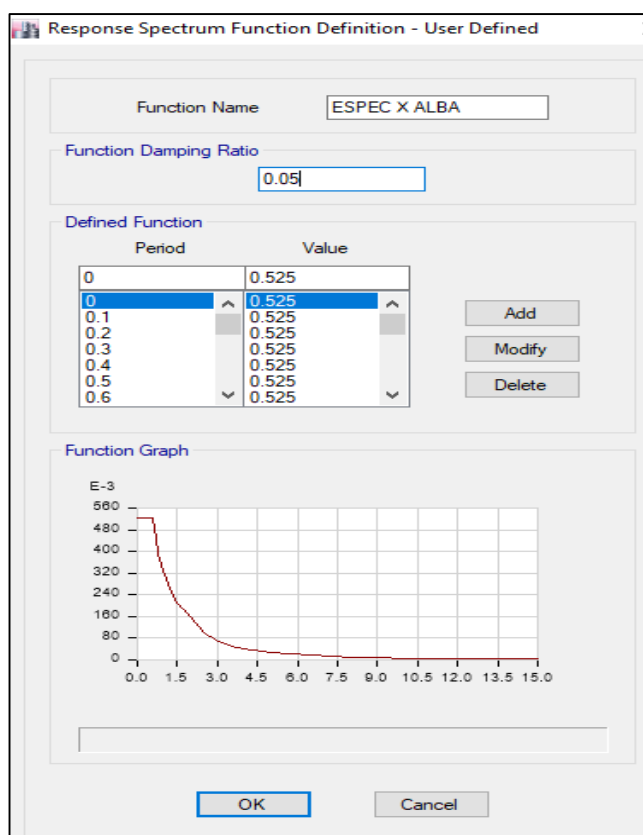 Response Spectrum Function Definition - User Defined
Function Name ESPEC X ALBA
Function Damping Ratio
0.05
Defined Function
Period Value
0 0.525
0 0.525
0.1 0.525
0.2 0.525
0.3 0.525
0.4 0.525
0.5 0.525
0.6 0.525
Add
Modify
Delete
Function Graph
E-3
560
480
400
320
240
160
80
0
0.0 1.5 3.0 4.5 6.0 7.5 9.0 10.5 12.0 13.5 15.0
OK Cancel